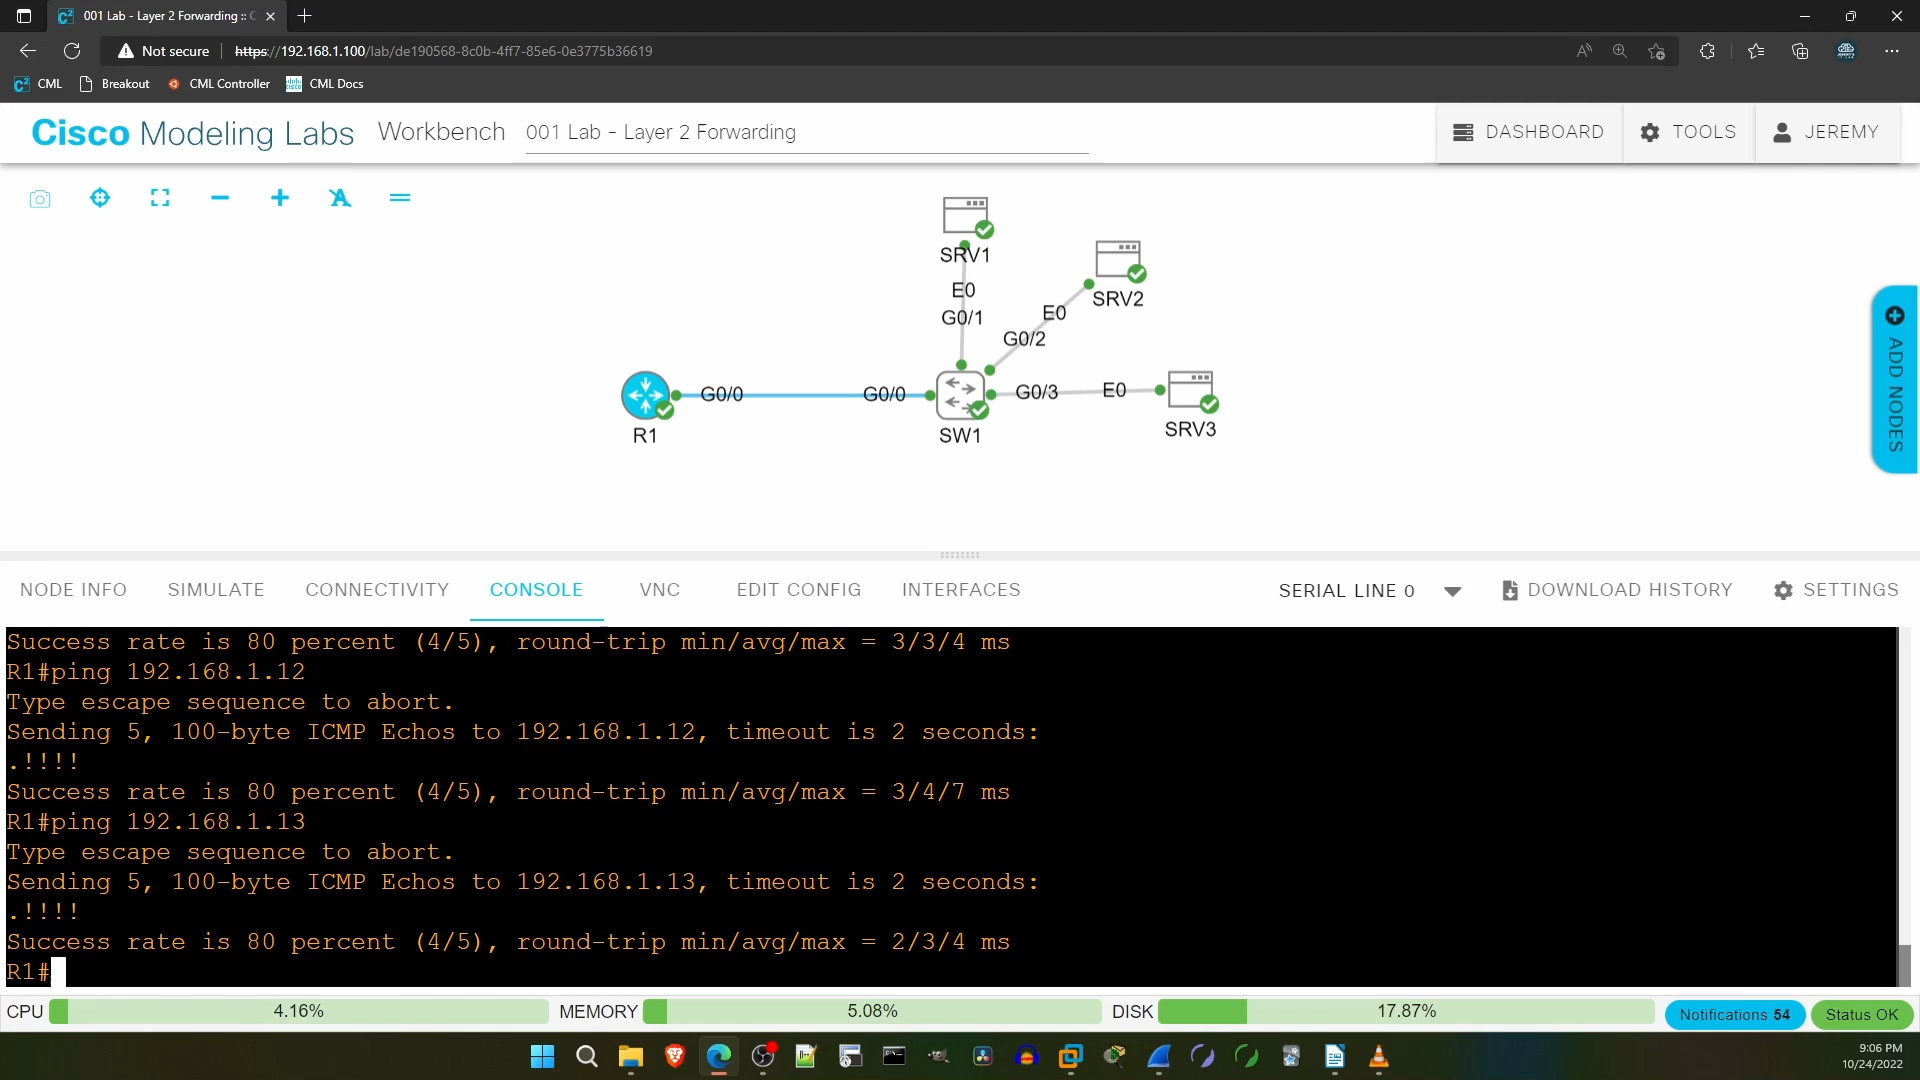 001 Lab - Layer 2 Forwarding :: C
Not secure
https://192.168.1.100/lab/de190568-8c0b-4ff7-85e6-0e3775b36619
CML
Breakout
CML Controller
CML Docs
Cisco Modeling Labs
Workbench
001 Lab - Layer 2 Forwarding
DASHBOARD
TOOLS
JEREMY
SRV1
E0
G0/1
SRV2
E0
G0/2
R1
G0/0
G0/0
SW1
G0/3
E0
SRV3
ADD NODES
NODE INFO
SIMULATE
CONNECTIVITY
CONSOLE
VNC
EDIT CONFIG
INTERFACES
SERIAL LINE 0
DOWNLOAD HISTORY
SETTINGS
Success rate is 80 percent (4/5), round-trip min/avg/max = 3/3/4 ms
R1#ping 192.168.1.12
Type escape sequence to abort.
Sending 5, 100-byte ICMP Echos to 192.168.1.12, timeout is 2 seconds:
.!!!!
Success rate is 80 percent (4/5), round-trip min/avg/max = 3/4/7 ms
R1#ping 192.168.1.13
Type escape sequence to abort.
Sending 5, 100-byte ICMP Echos to 192.168.1.13, timeout is 2 seconds:
.!!!!
Success rate is 80 percent (4/5), round-trip min/avg/max = 2/3/4 ms
R1#
CPU 4.16%
MEMORY 5.08%
DISK 17.87%
Notifications 54
Status OK
9:06 PM
10/24/2022